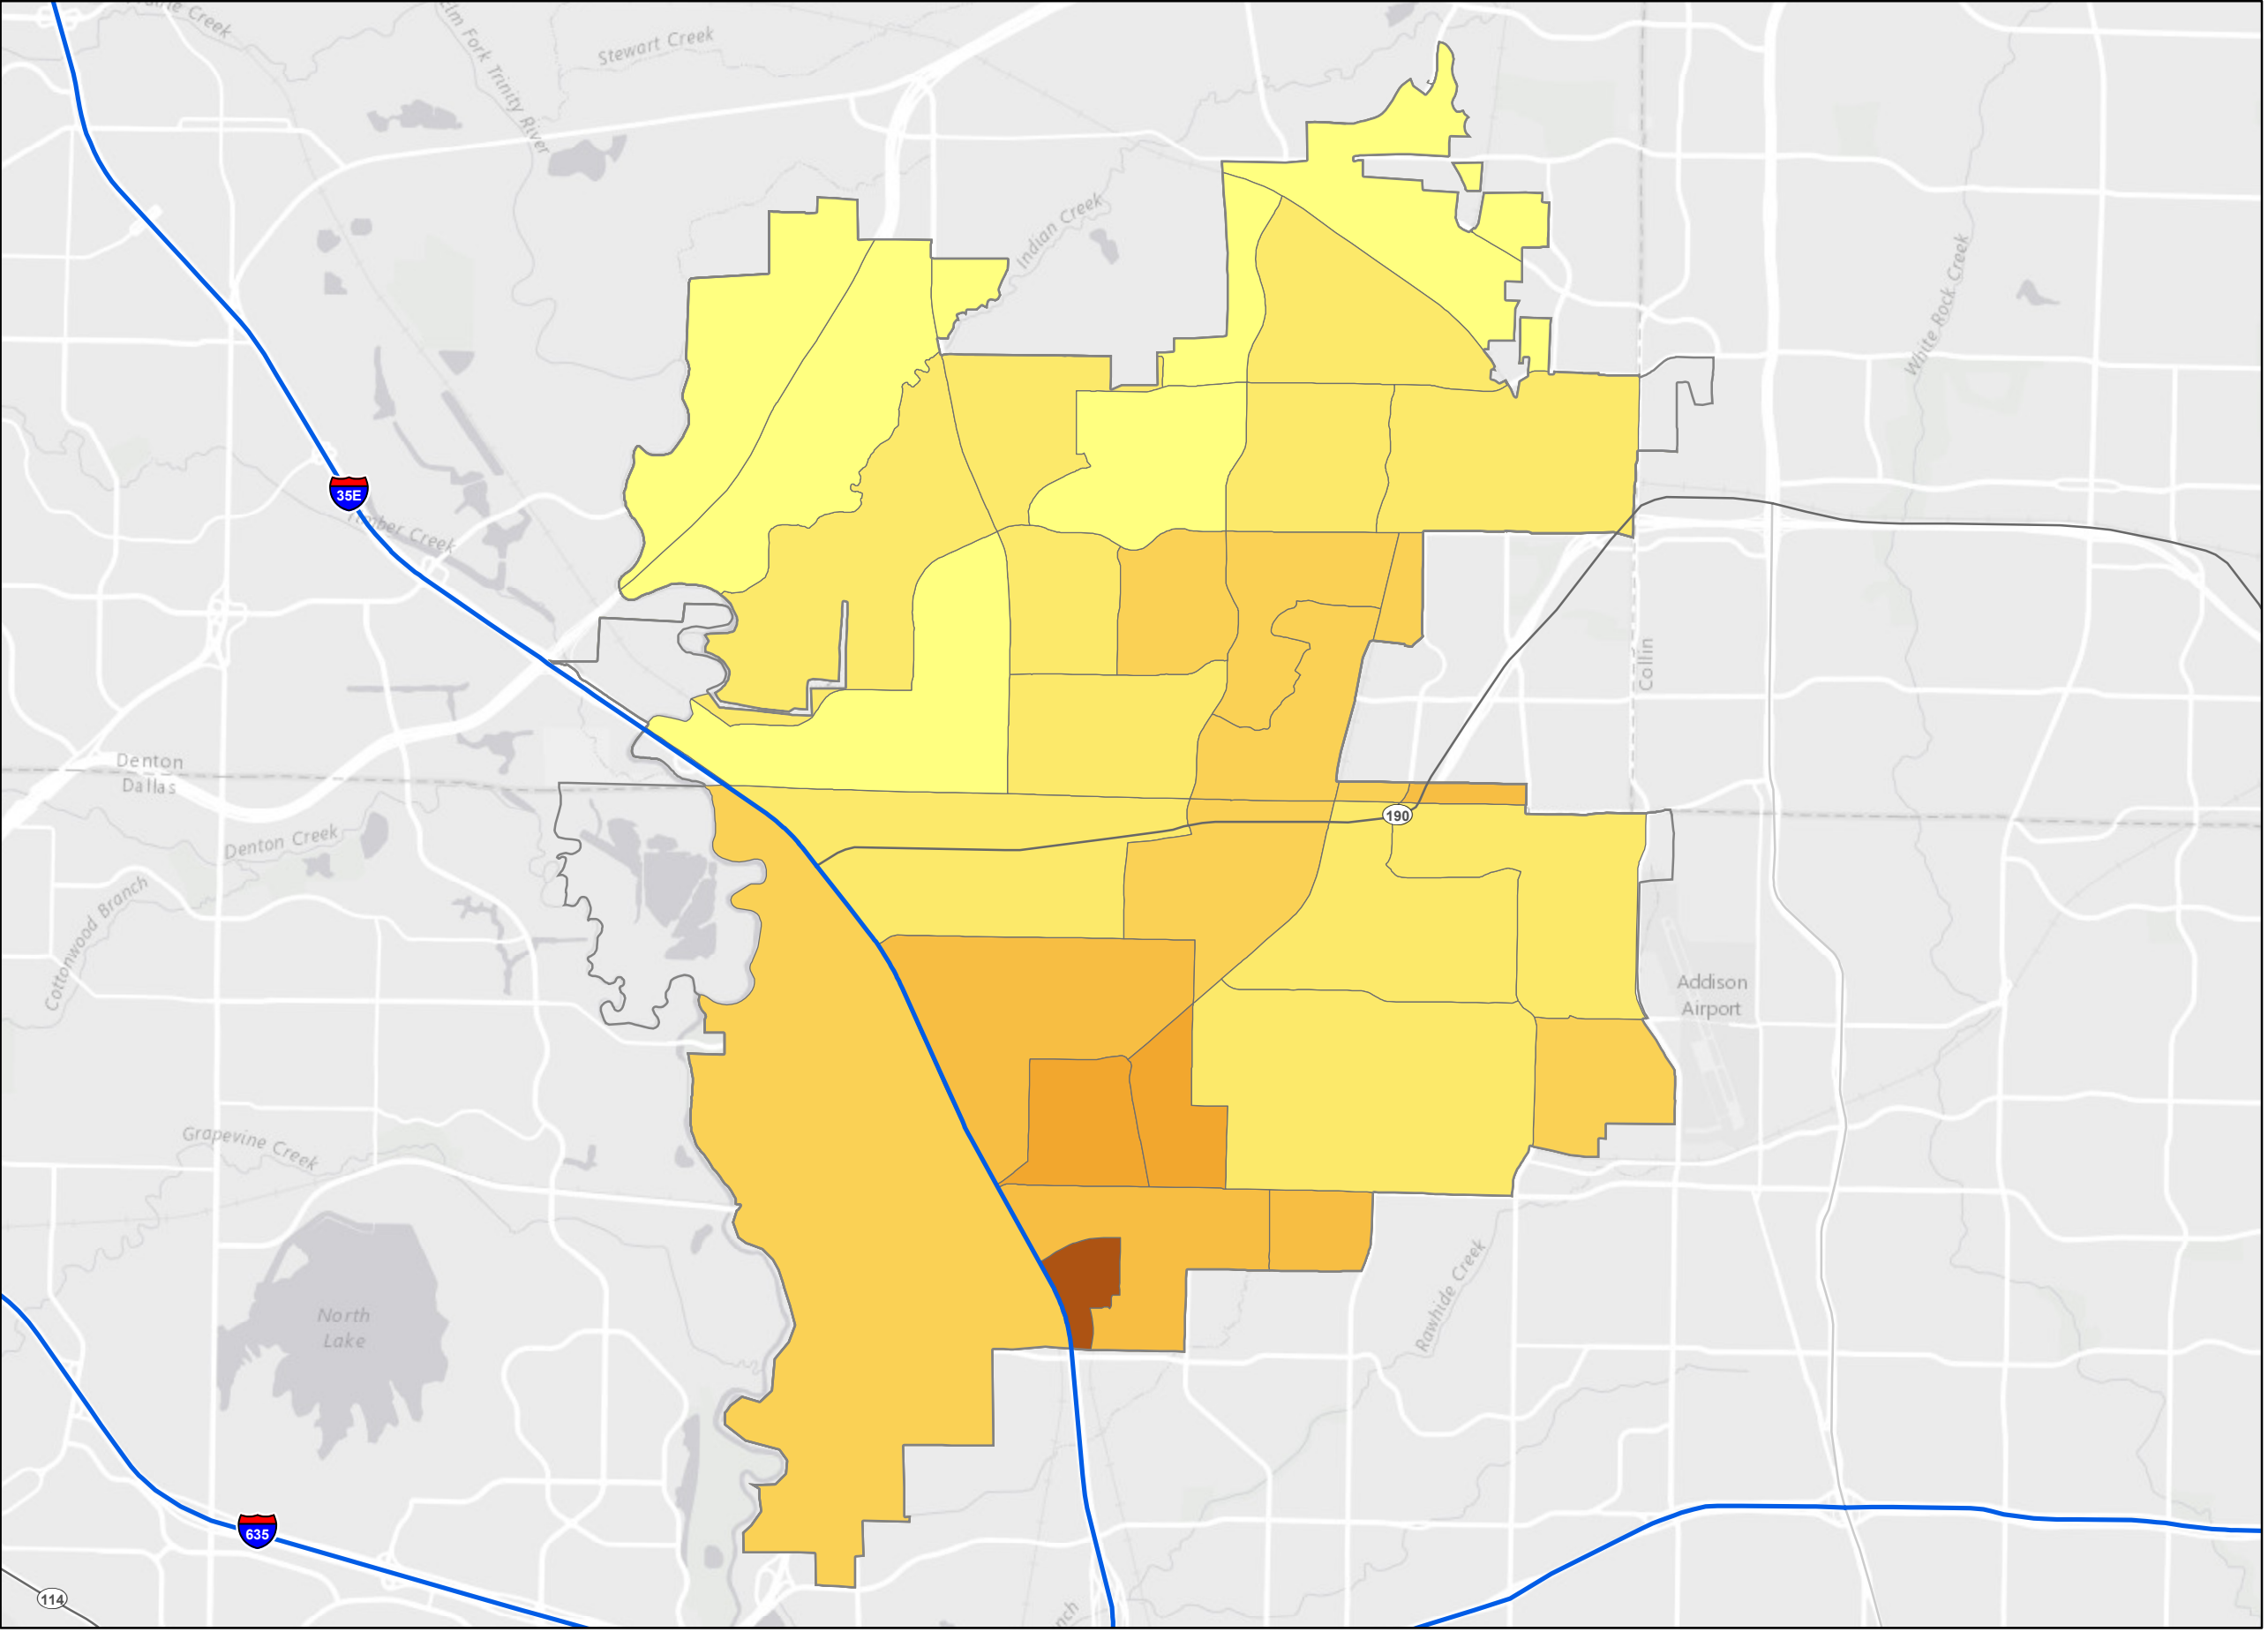 Stewart Creek
Elm Fork Trinity River
Indian Creek
White Rock Creek
35E
Timber Creek
Collin
Denton
Dallas
190
Denton Creek
Cottonwood Branch
Addison
Airport
Grapevine Creek
Rawhide Creek
North
Lake
635
114